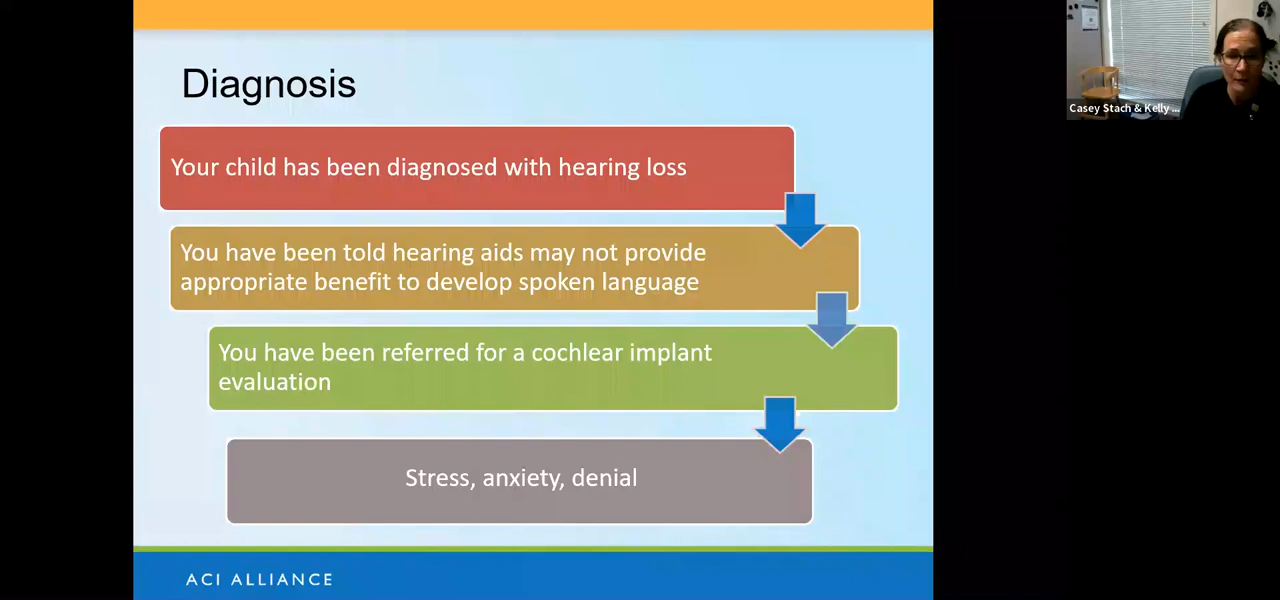 Diagnosis
Your child has been diagnosed with hearing loss
You have been told hearing aids may not provide
appropriate benefit to develop spoken language
You have been referred for a cochlear implant
evaluation
Stress, anxiety, denial
ACI ALLIANCE
Casey Stach & Kelly ...